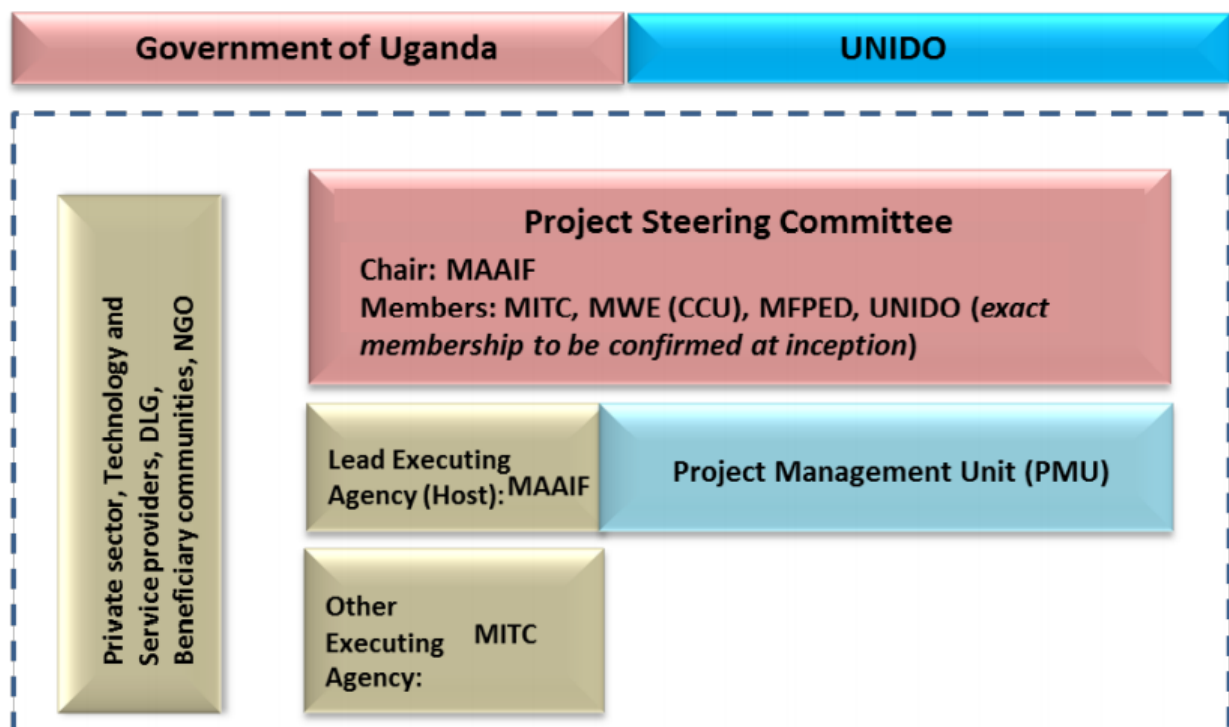 Government of Uganda
UNIDO
Private sector, Technology and
Service providers, DLG,
Beneficiary communities, NGO
Project Steering Committee
Chair: MAAIF
Members: MITC, MWE (CCU), MFPED, UNIDO (exact
membership to be confirmed at inception)
Lead Executing
Agency (Host): MAAIF
Project Management Unit (PMU)
Other
Executing MITC
Agency: